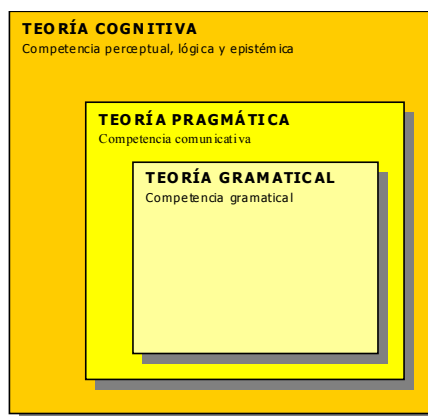 TEORÍA COGNITIVA
Competencia perceptual, lógica y epistémica
TEORÍA PRAGMÁTICA
Competencia comunicativa
TEORÍA GRAMATICAL
Competencia gramatical